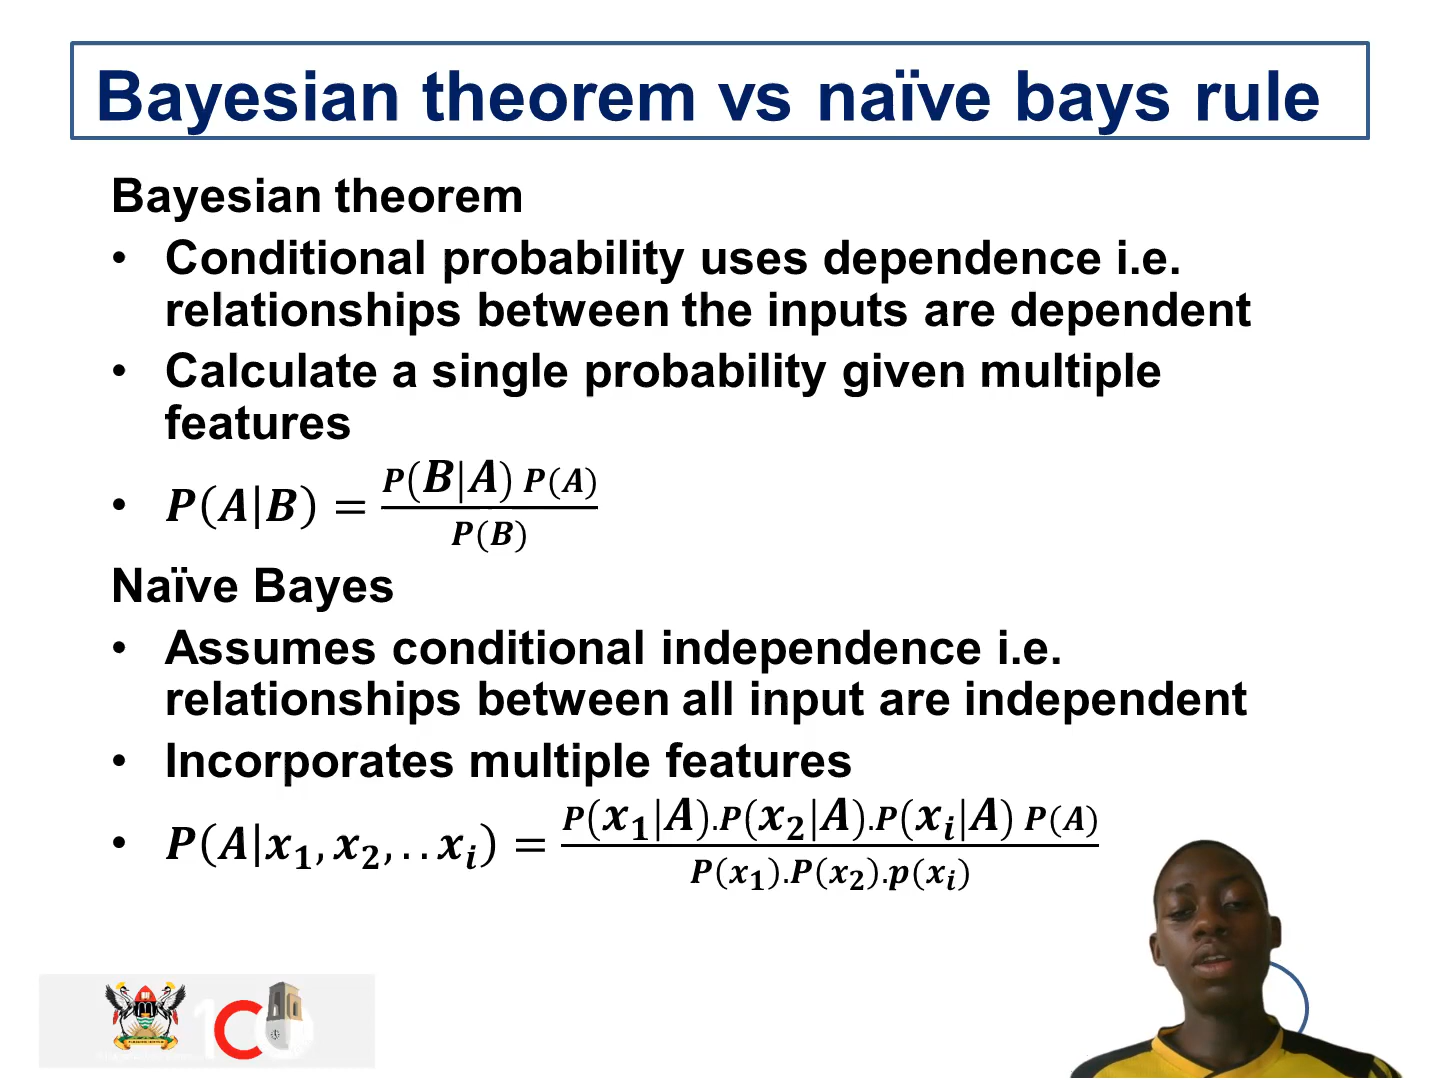 Bayesian theorem vs naïve bays rule
Bayesian theorem
• Conditional probability uses dependence i.e.
relationships between the inputs are dependent
• Calculate a single probability given multiple
features
• P(A|B) = P(B|A) P(A) / P(B)
Naïve Bayes
• Assumes conditional independence i.e.
relationships between all input are independent
• Incorporates multiple features
• P(A|x₁, x₂, . . xᵢ) = P(x₁|A).P(x₂|A).P(xᵢ|A) P(A) / P(x₁).P(x₂).p(xᵢ)
100